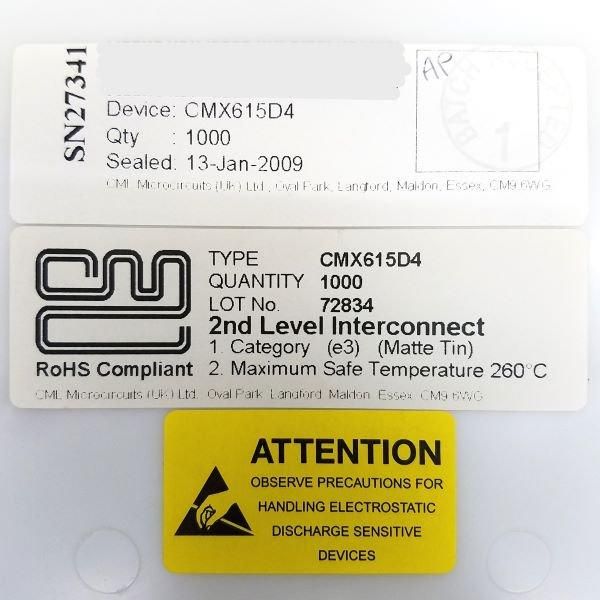 SN27341
Device: CMX615D4
Qty : 1000
Sealed: 13-Jan-2009
CML Microcircuits (UK) Ltd., Oval Park, Langford, Maldon, Essex, CM9 6WG
AP
BATCH ACCEPTED
1
TYPE CMX615D4
QUANTITY 1000
LOT No. 72834
2nd Level Interconnect
1. Category (e3) (Matte Tin)
2. Maximum Safe Temperature 260°C
RoHS Compliant
CML Microcircuits (UK) Ltd. Oval Park Langford Maldon Essex CM9 6WG
ATTENTION
OBSERVE PRECAUTIONS FOR
HANDLING ELECTROSTATIC
DISCHARGE SENSITIVE
DEVICES